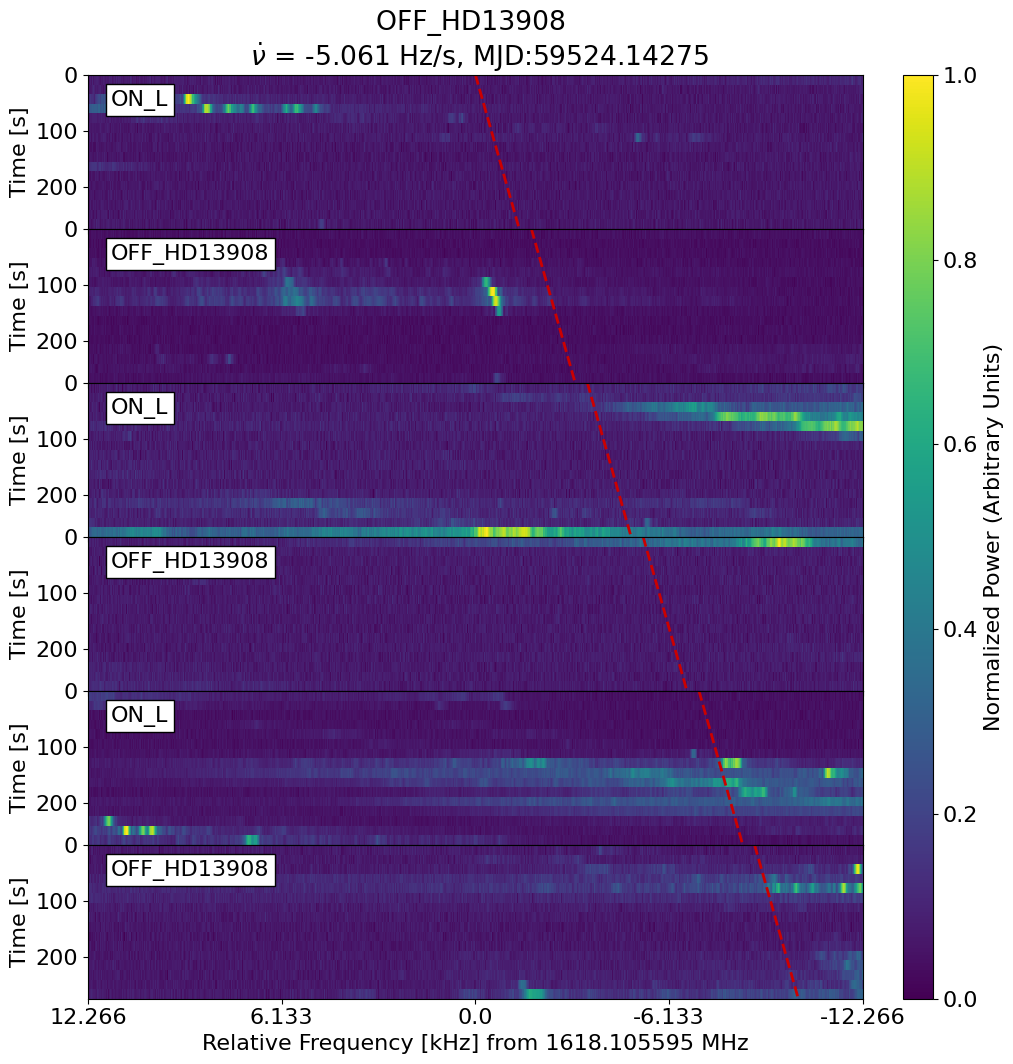 OFF_HD13908
ν̇ = -5.061 Hz/s, MJD:59524.14275
0
ON_L
100
Time [s]
200
0
OFF_HD13908
100
Time [s]
200
0
ON_L
100
Time [s]
200
0
OFF_HD13908
100
Time [s]
200
0
ON_L
100
Time [s]
200
0
OFF_HD13908
100
Time [s]
200
12.266 6.133 0.0 -6.133 -12.266
Relative Frequency [kHz] from 1618.105595 MHz
1.0
0.8
0.6
0.4
0.2
0.0
Normalized Power (Arbitrary Units)